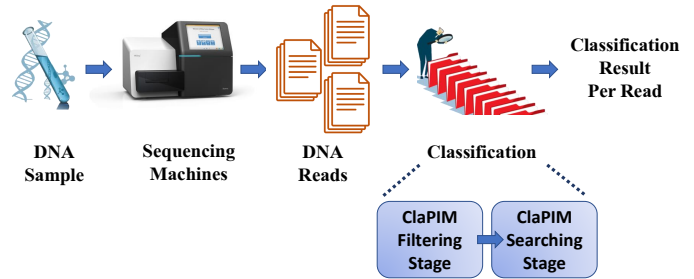 Classification
Result
Per Read
DNA
Sample
Sequencing
Machines
DNA
Reads
Classification
ClaPIM
Filtering
Stage
ClaPIM
Searching
Stage